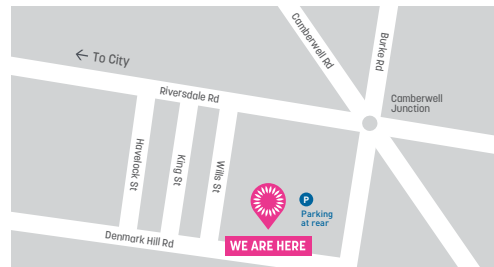 Camberwell Rd
Burke Rd
← To City
Riversdale Rd
Camberwell
Junction
Havelock St
King St
Wills St
P
Parking
at rear
Denmark Hill Rd
WE ARE HERE